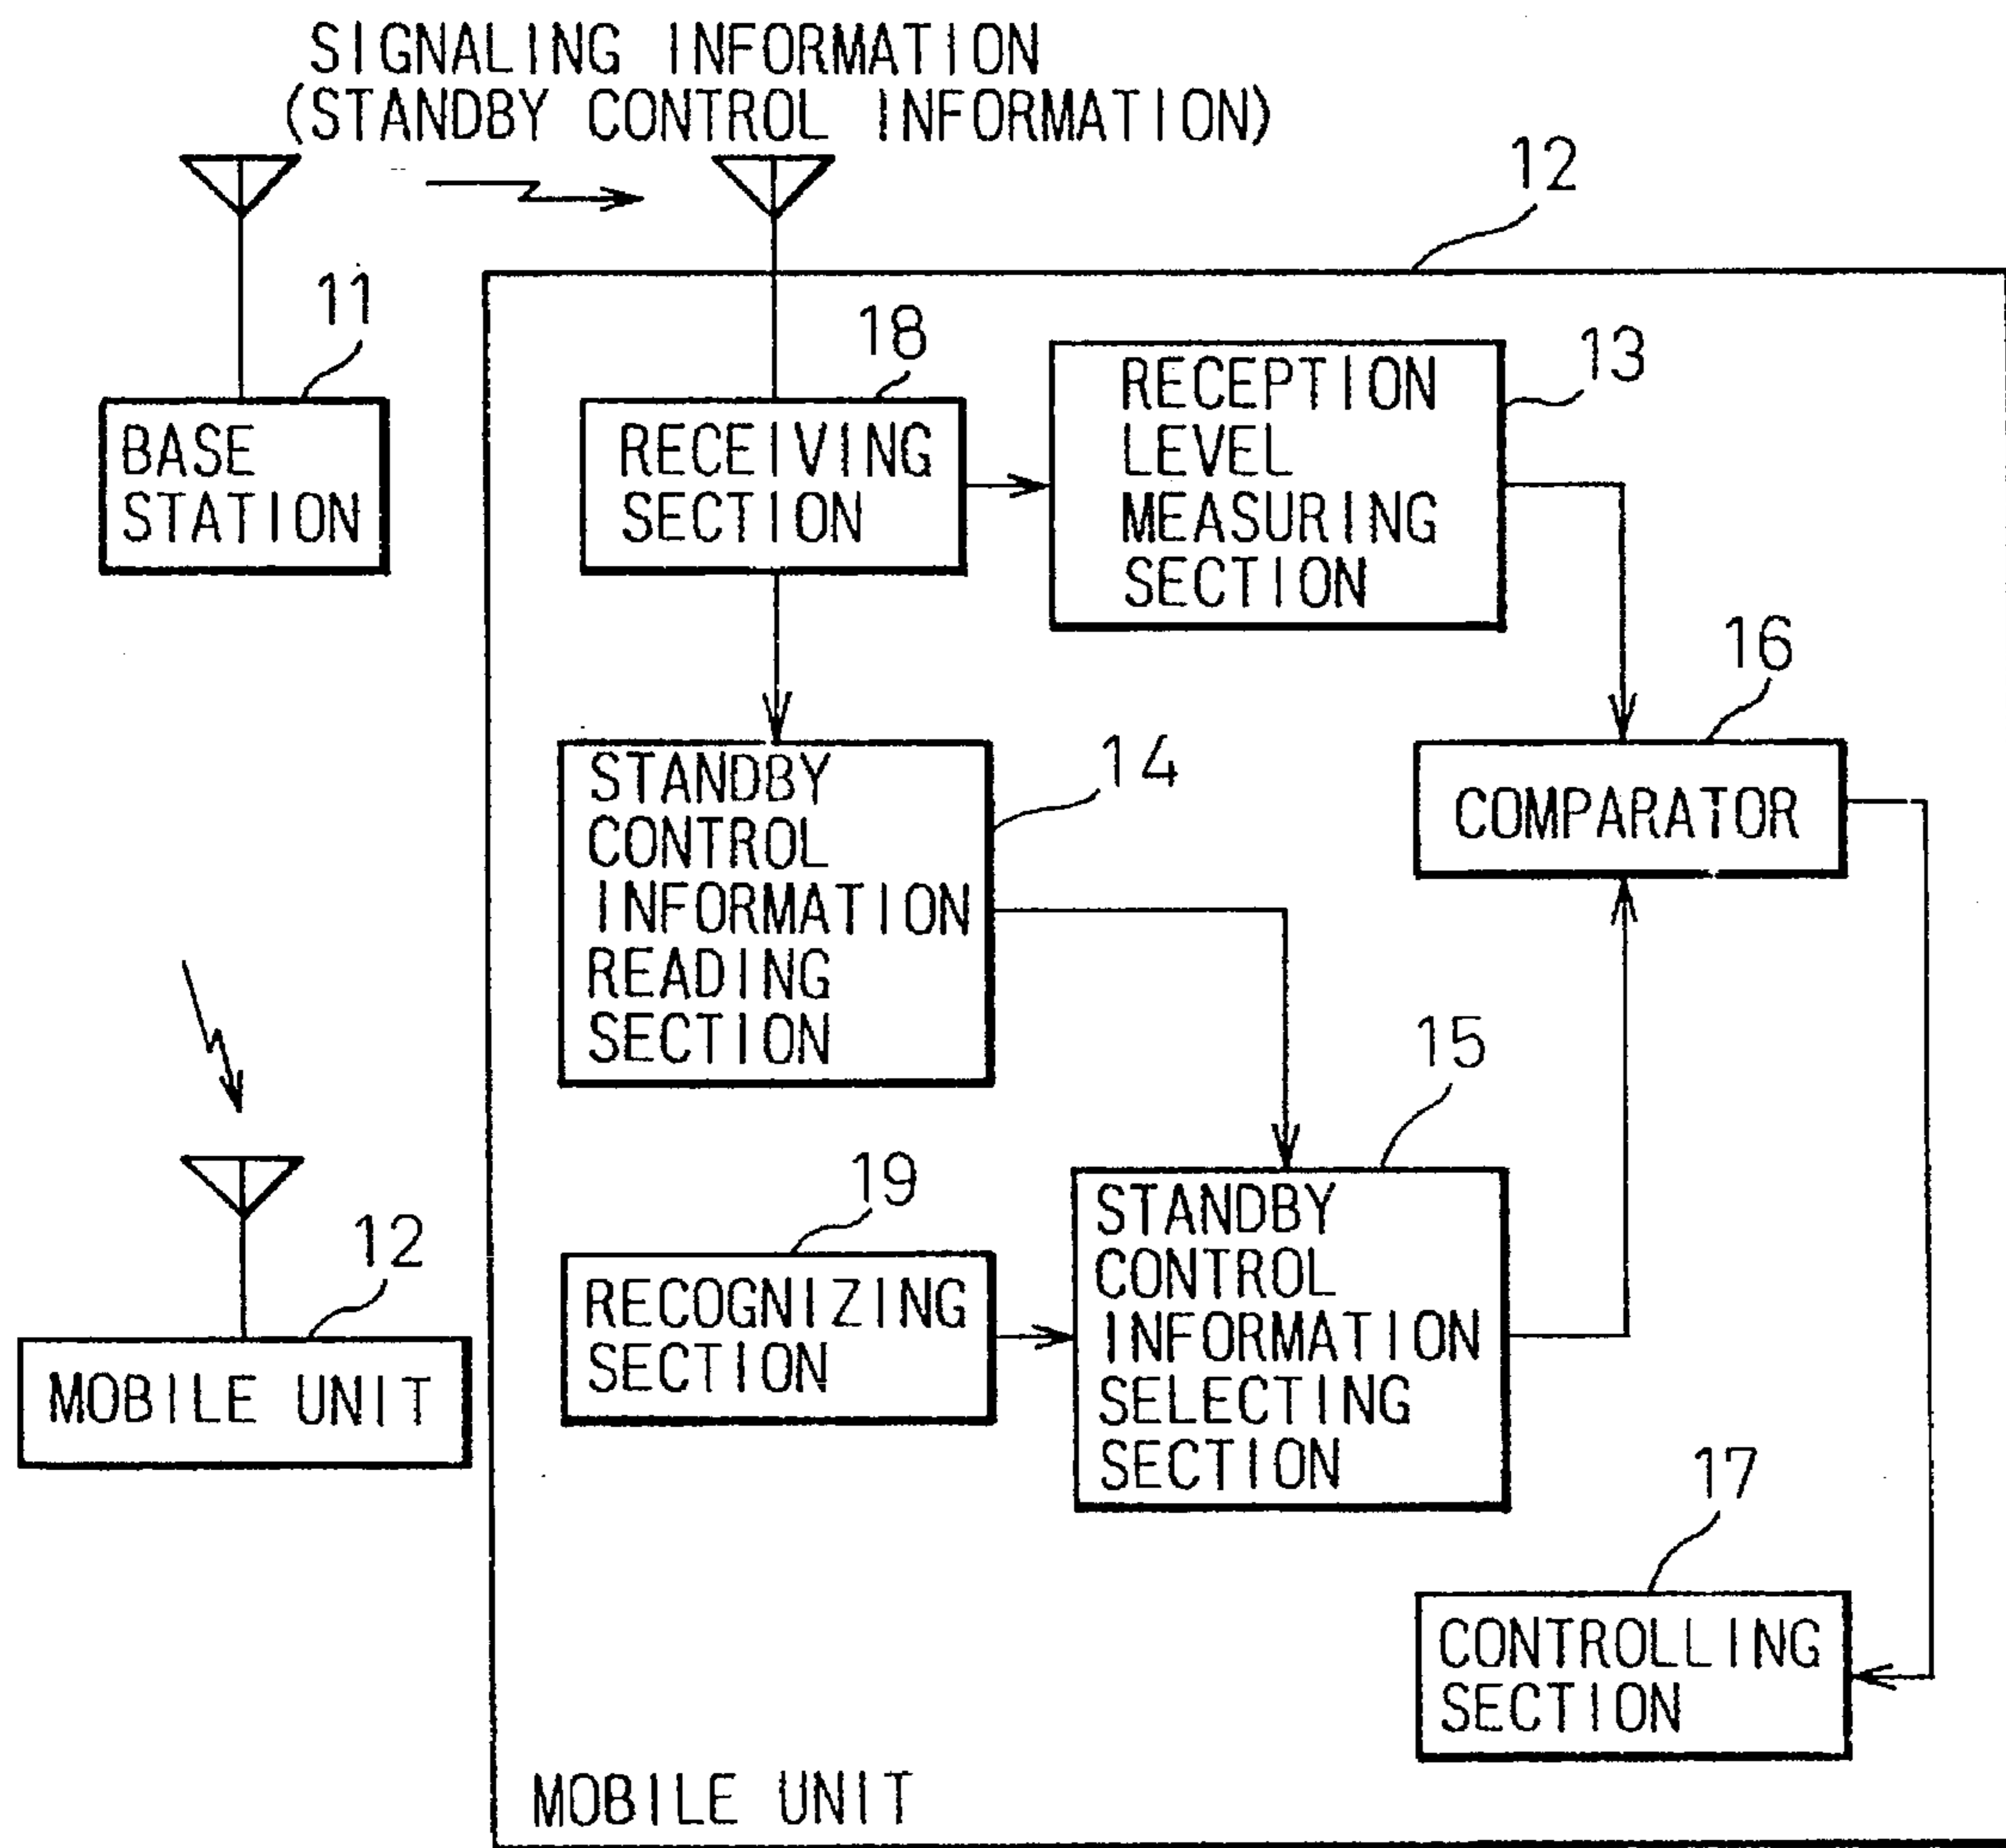 SIGNALING INFORMATION
(STANDBY CONTROL INFORMATION)
12
11
BASE
STATION
18
RECEIVING
SECTION
13
RECEPTION
LEVEL
MEASURING
SECTION
14
STANDBY
CONTROL
INFORMATION
READING
SECTION
16
COMPARATOR
12
MOBILE UNIT
19
RECOGNIZING
SECTION
15
STANDBY
CONTROL
INFORMATION
SELECTING
SECTION
17
CONTROLLING
SECTION
MOBILE UNIT